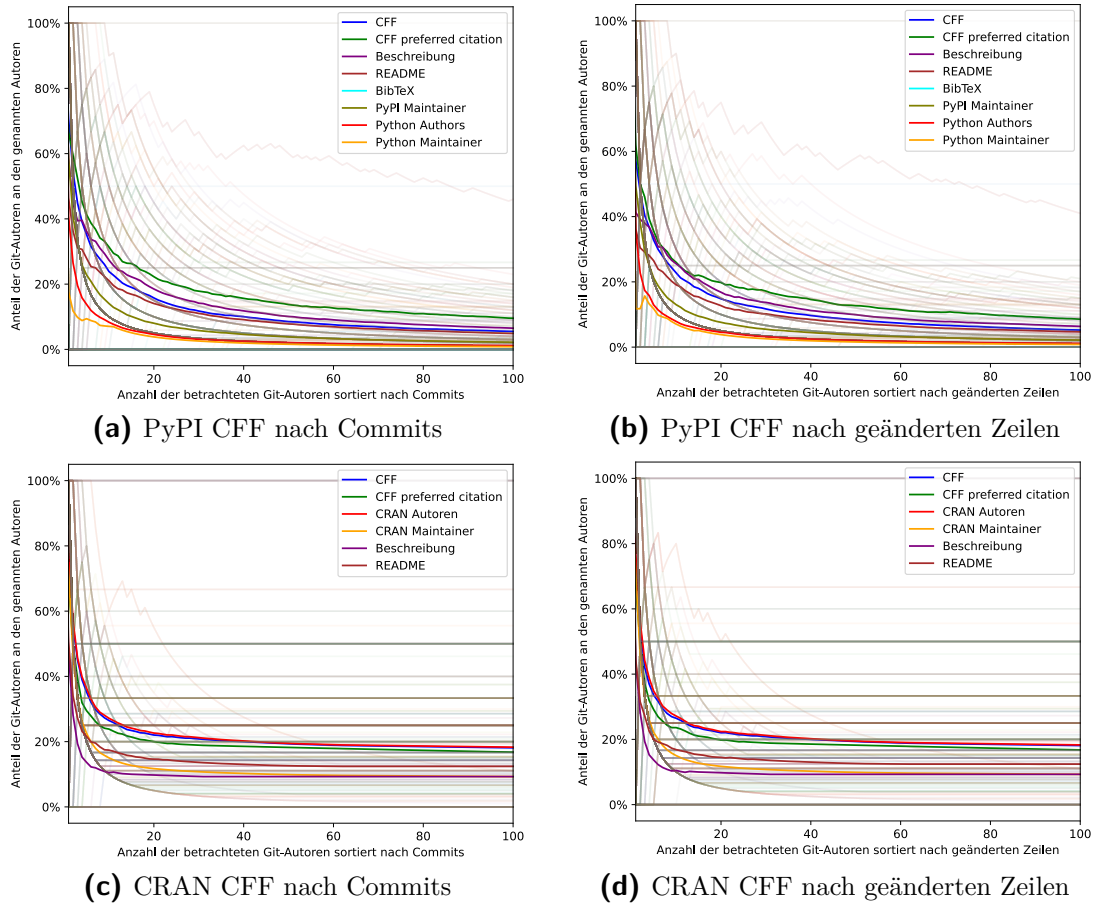 Anteil der Git-Autoren an den genannten Autoren
100%
80%
60%
40%
20%
0%
CFF
CFF preferred citation
Beschreibung
README
BibTeX
PyPI Maintainer
Python Authors
Python Maintainer
20 40 60 80 100
Anzahl der betrachteten Git-Autoren sortiert nach Commits
(a) PyPI CFF nach Commits
Anteil der Git-Autoren an den genannten Autoren
100%
80%
60%
40%
20%
0%
CFF
CFF preferred citation
Beschreibung
README
BibTeX
PyPI Maintainer
Python Authors
Python Maintainer
20 40 60 80 100
Anzahl der betrachteten Git-Autoren sortiert nach geänderten Zeilen
(b) PyPI CFF nach geänderten Zeilen
Anteil der Git-Autoren an den genannten Autoren
100%
80%
60%
40%
20%
0%
CFF
CFF preferred citation
CRAN Autoren
CRAN Maintainer
Beschreibung
README
20 40 60 80 100
Anzahl der betrachteten Git-Autoren sortiert nach Commits
(c) CRAN CFF nach Commits
Anteil der Git-Autoren an den genannten Autoren
100%
80%
60%
40%
20%
0%
CFF
CFF preferred citation
CRAN Autoren
CRAN Maintainer
Beschreibung
README
20 40 60 80 100
Anzahl der betrachteten Git-Autoren sortiert nach geänderten Zeilen
(d) CRAN CFF nach geänderten Zeilen